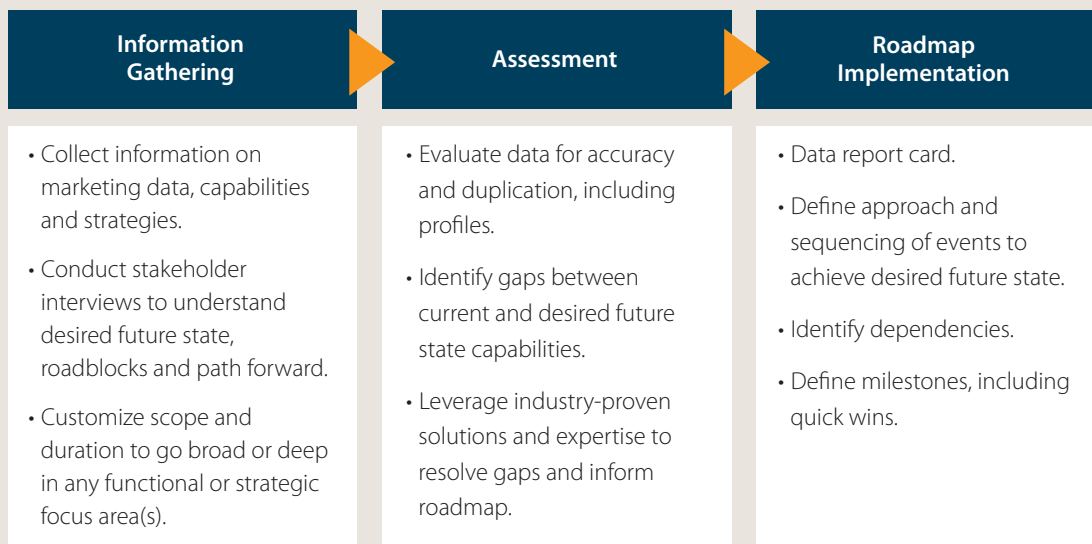 Information
Gathering
• Collect information on
marketing data, capabilities
and strategies.
• Conduct stakeholder
interviews to understand
desired future state,
roadblocks and path forward.
• Customize scope and
duration to go broad or deep
in any functional or strategic
focus area(s).
Assessment
• Evaluate data for accuracy
and duplication, including
profiles.
• Identify gaps between
current and desired future
state capabilities.
• Leverage industry-proven
solutions and expertise to
resolve gaps and inform
roadmap.
Roadmap
Implementation
• Data report card.
• Define approach and
sequencing of events to
achieve desired future state.
• Identify dependencies.
• Define milestones, including
quick wins.